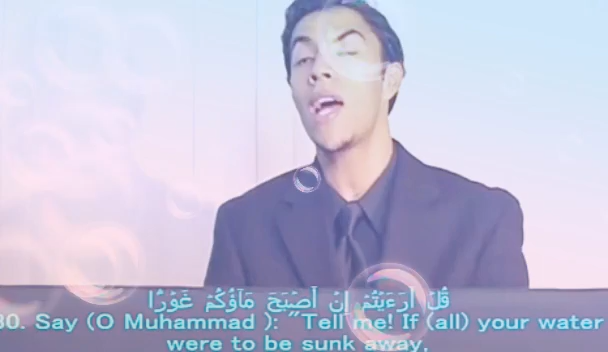 قُلۡ أَرَءَيۡتُمۡ إِنۡ أَصۡبَحَ مَآؤُكُمۡ غَوۡرٗا
30. Say (O Muhammad ): "Tell me! If (all) your water
were to be sunk away,